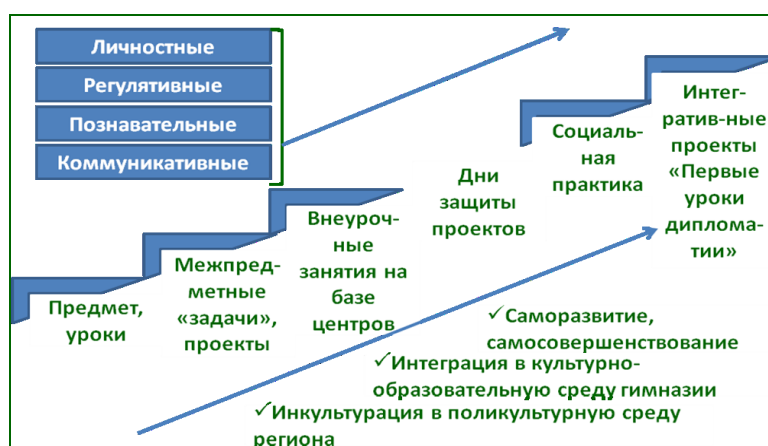 Личностные
Регулятивные
Познавательные
Коммуникативные
Предмет,
уроки
Межпред-
метные
«задачи»,
проекты
Внеуроч-
ные
занятия на
базе
центров
Дни
защиты
проектов
Социаль-
ная
практика
Интег-
ратив-ные
проекты
«Первые
уроки
диплома-
тии»
✓Саморазвитие,
самосовершенствование
✓Интеграция в культурно-
образовательную среду гимназии
✓Инкультурация в поликультурную среду
региона